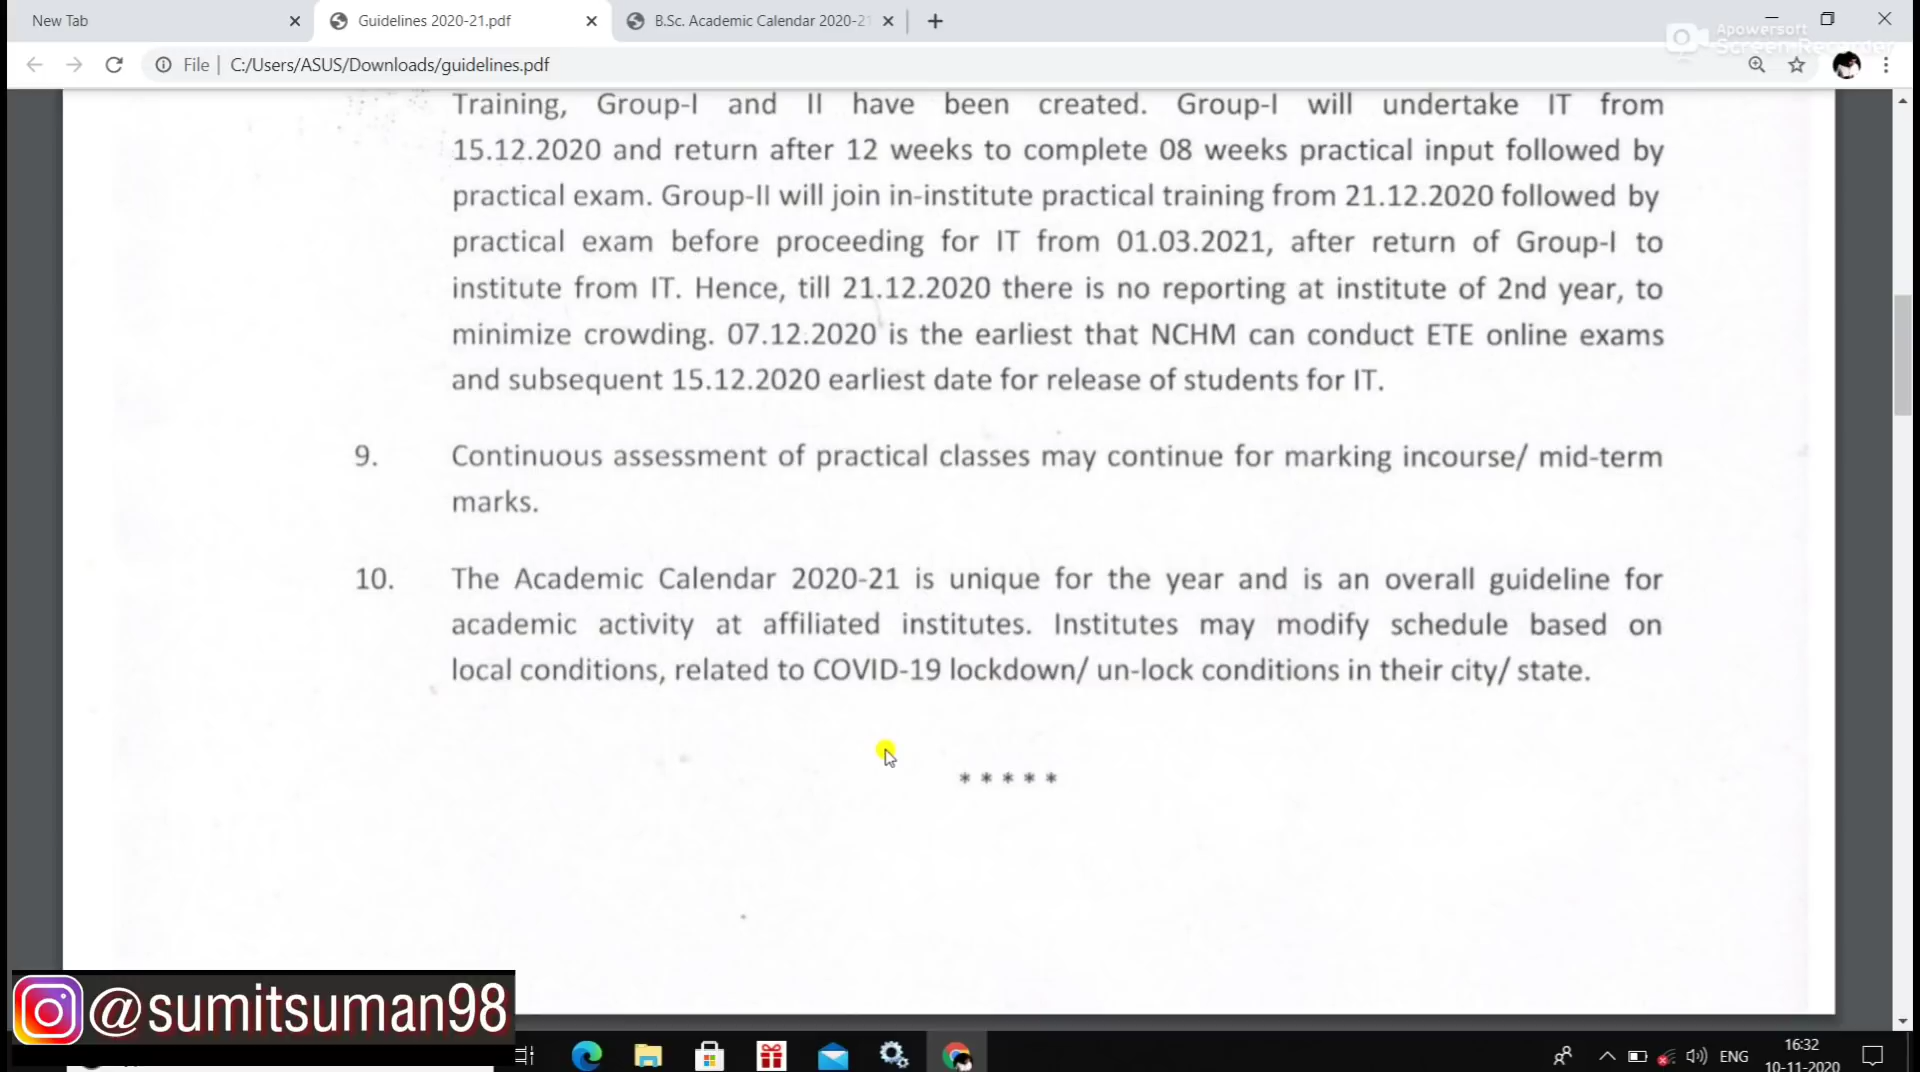 New Tab
Guidelines 2020-21.pdf
B.Sc. Academic Calendar 2020-21
Apowersoft
Screen Recorder
File | C:/Users/ASUS/Downloads/guidelines.pdf
Training, Group-I and II have been created. Group-I will undertake IT from
15.12.2020 and return after 12 weeks to complete 08 weeks practical input followed by
practical exam. Group-II will join in-institute practical training from 21.12.2020 followed by
practical exam before proceeding for IT from 01.03.2021, after return of Group-I to
institute from IT. Hence, till 21.12.2020 there is no reporting at institute of 2nd year, to
minimize crowding. 07.12.2020 is the earliest that NCHM can conduct ETE online exams
and subsequent 15.12.2020 earliest date for release of students for IT.
9. Continuous assessment of practical classes may continue for marking incourse/ mid-term
marks.
10. The Academic Calendar 2020-21 is unique for the year and is an overall guideline for
academic activity at affiliated institutes. Institutes may modify schedule based on
local conditions, related to COVID-19 lockdown/ un-lock conditions in their city/ state.
* * * * *
@sumitsuman98
ENG
16:32
10-11-2020